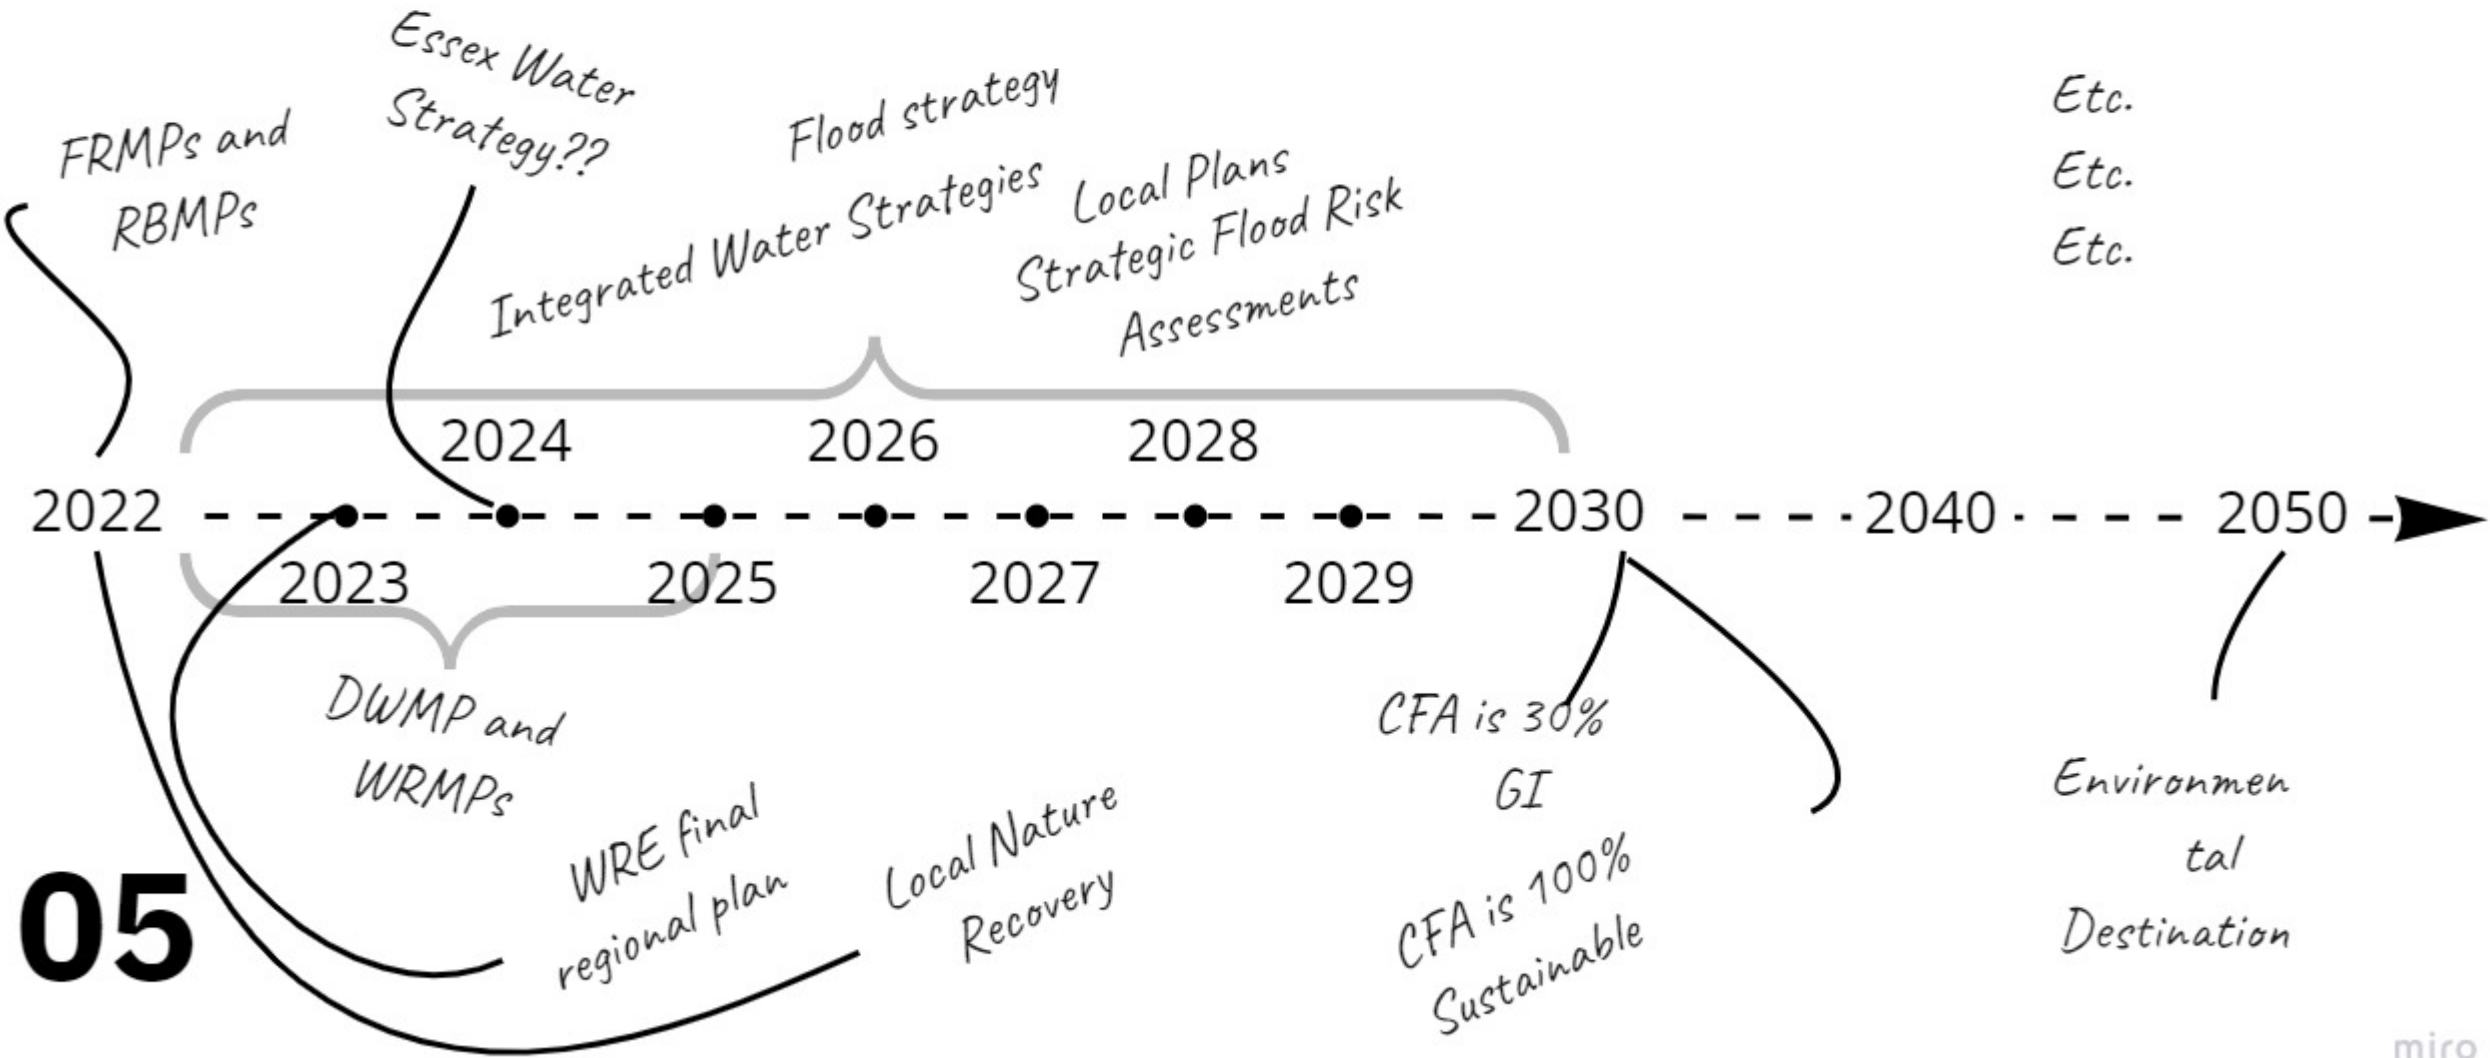 Essex Water
Strategy??
FRMPs and
RBMPs
Flood strategy
Integrated Water Strategies
Local Plans
Strategic Flood Risk
Assessments
Etc.
Etc.
Etc.
2024
2026
2028
2022
2030
2040
2050
2023
2025
2027
2029
DWMP and
WRMPs
WRE final
regional plan
Local Nature
Recovery
CFA is 30%
GI
CFA is 100%
Sustainable
Environmen
tal
Destination
05
miro